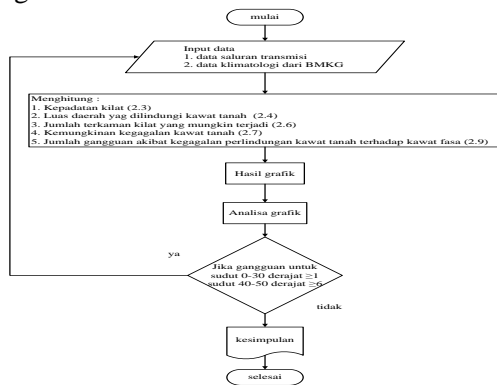 mulai
Input data
1. data saluran transmisi
2. data klimatologi dari BMKG
Menghitung :
1. Kepadatan kilat (2.3)
2. Luas daerah yag dilindungi kawat tanah (2.4)
3. Jumlah terkaman kilat yang mungkin terjadi (2.6)
4. Kemungkinan kegagalan kawat tanah (2.7)
5. Jumlah gangguan akibat kegagalan perlindungan kawat tanah terhadap kawat fasa (2.9)
Hasil grafik
Analisa grafik
ya
Jika gangguan untuk
sudut 0-30 derajat ≥1
sudut 40-50 derajat ≥6
tidak
kesimpulan
selesai